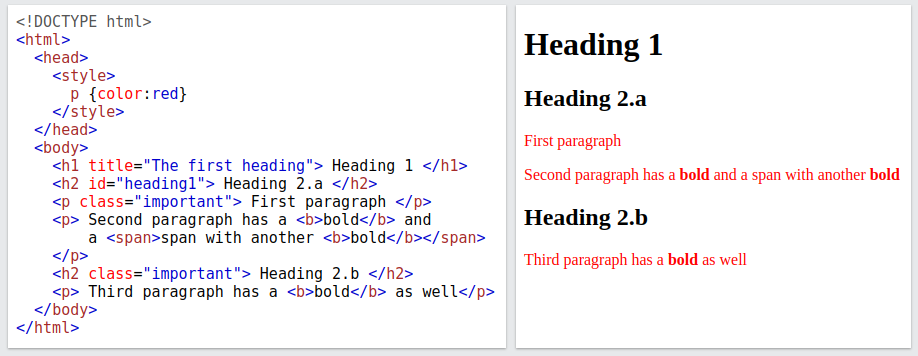 <!DOCTYPE html>
<html>
  <head>
    <style>
      p {color:red}
    </style>
  </head>
  <body>
    <h1 title="The first heading"> Heading 1 </h1>
    <h2 id="heading1"> Heading 2.a </h2>
    <p class="important"> First paragraph </p>
    <p> Second paragraph has a <b>bold</b> and
        a <span>span with another <b>bold</b></span>
    </p>
    <h2 class="important"> Heading 2.b </h2>
    <p> Third paragraph has a <b>bold</b> as well</p>
  </body>
</html>
Heading 1
Heading 2.a
First paragraph
Second paragraph has a bold and a span with another bold
Heading 2.b
Third paragraph has a bold as well